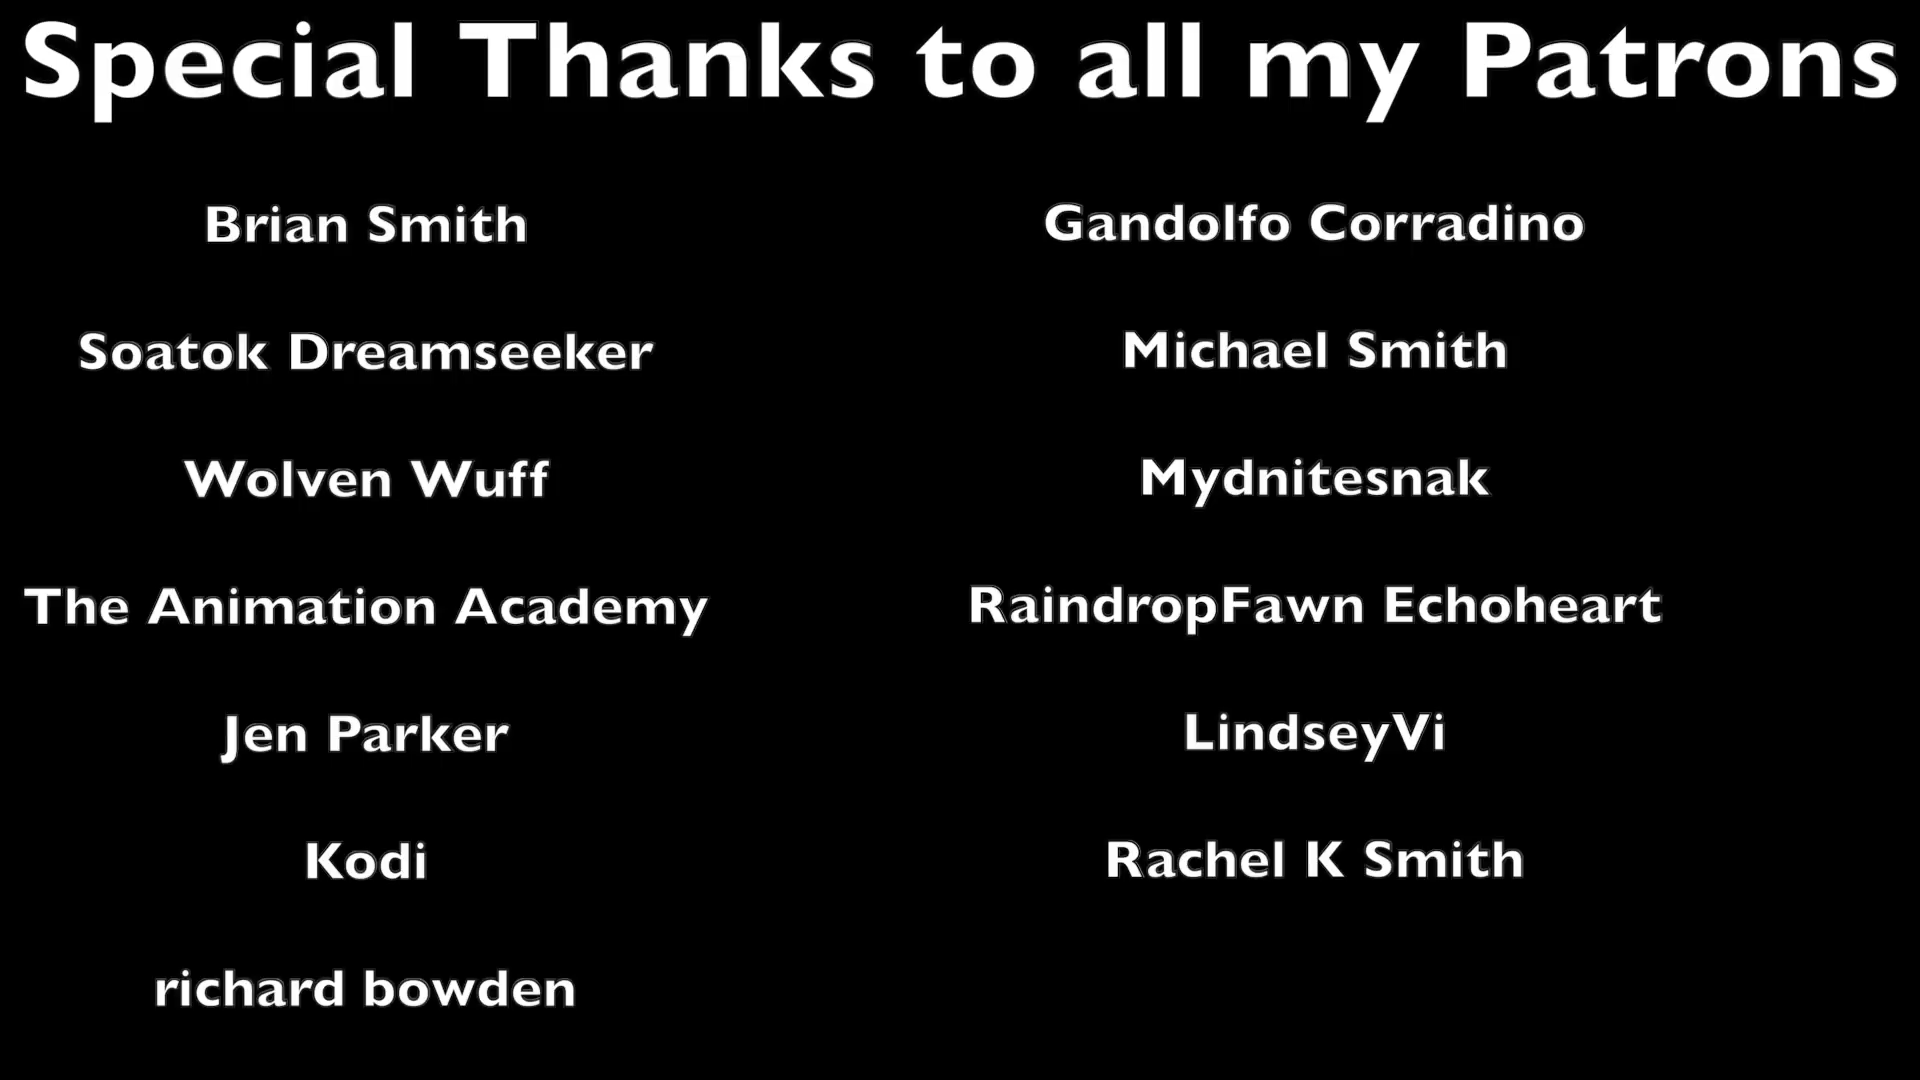 Special Thanks to all my Patrons
Brian Smith
Soatok Dreamseeker
Wolven Wuff
The Animation Academy
Jen Parker
Kodi
richard bowden
Gandolfo Corradino
Michael Smith
Mydnitesnak
RaindropFawn Echoheart
LindseyVi
Rachel K Smith